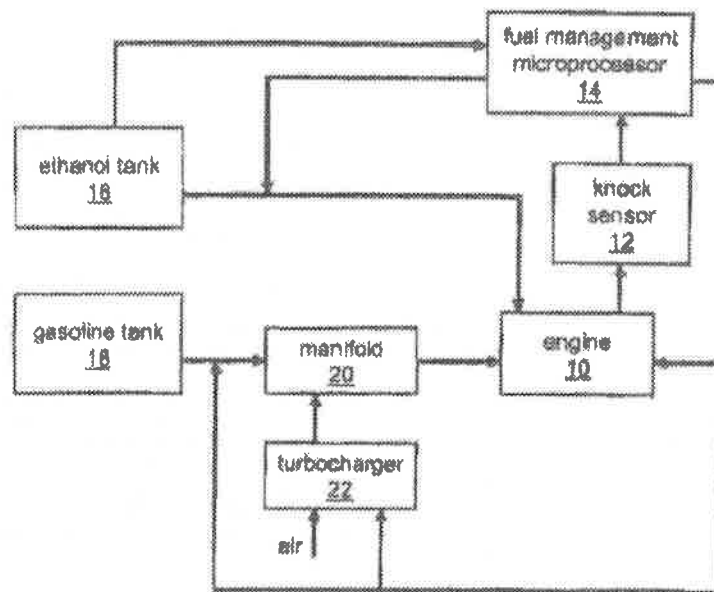 fuel management
microprocessor
14
ethanol tank
16
knock
sensor
12
gasoline tank
18
manifold
20
engine
10
turbocharger
22
air